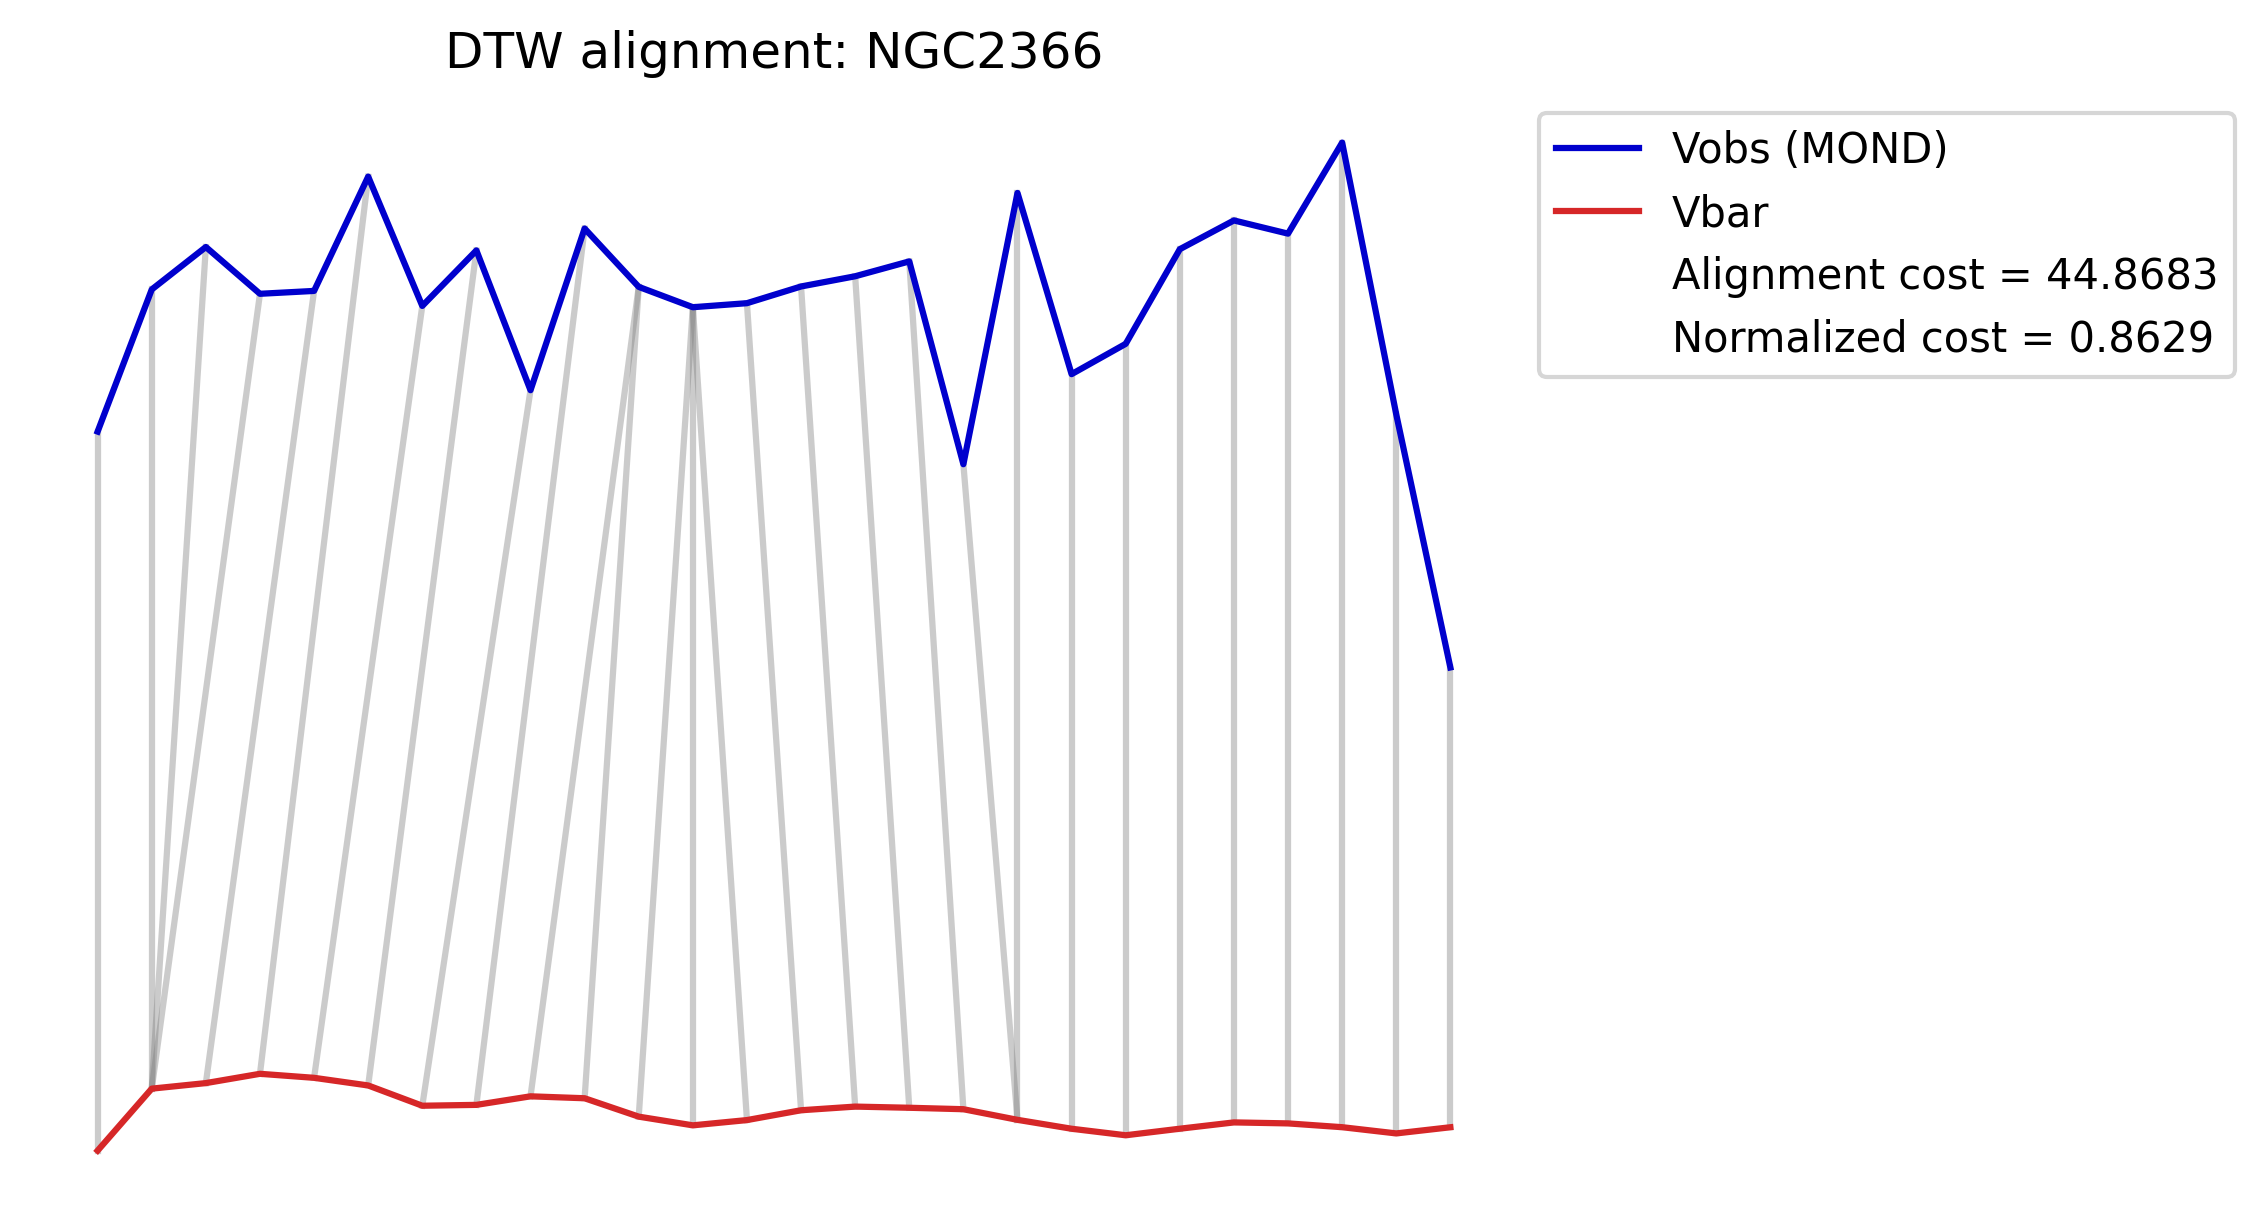 DTW alignment: NGC2366
Vobs (MOND)
Vbar
Alignment cost = 44.8683
Normalized cost = 0.8629